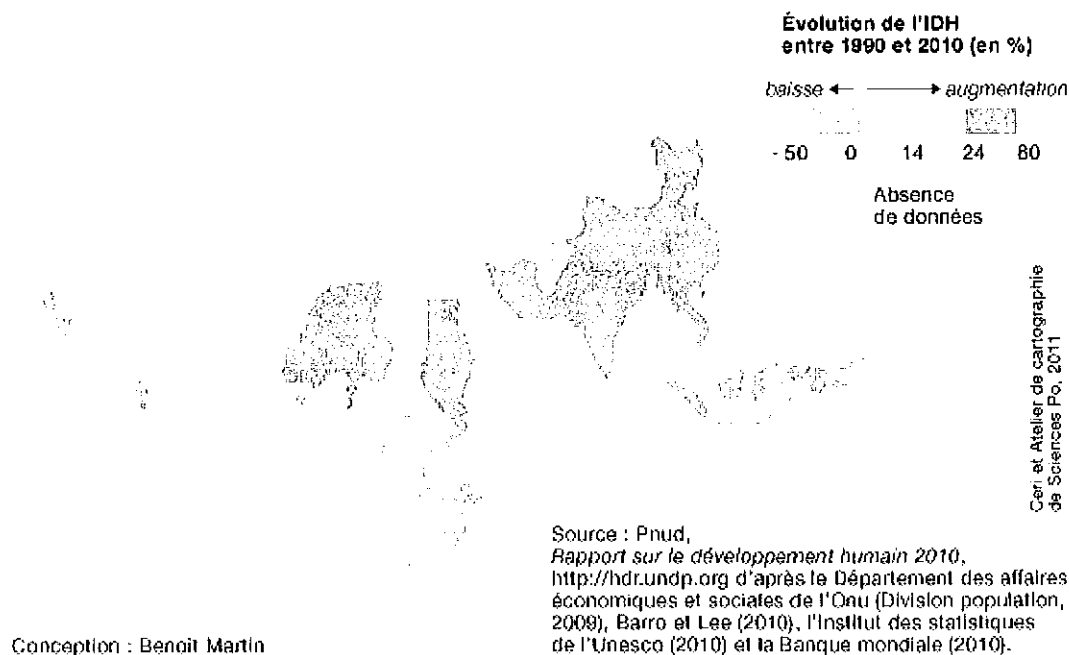 Évolution de l'IDH
entre 1990 et 2010 (en %)
baisse ← → augmentation
- 50 0 14 24 80
Absence
de données
Ceri et Atelier de cartographie
de Sciences Po, 2011
Source : Pnud,
Rapport sur le développement humain 2010,
http://hdr.undp.org d'après le Département des affaires
économiques et sociales de l'Onu (Division population,
2009), Barro et Lee (2010), l'Institut des statistiques
de l'Unesco (2010) et la Banque mondiale (2010).
Conception : Benoît Martin